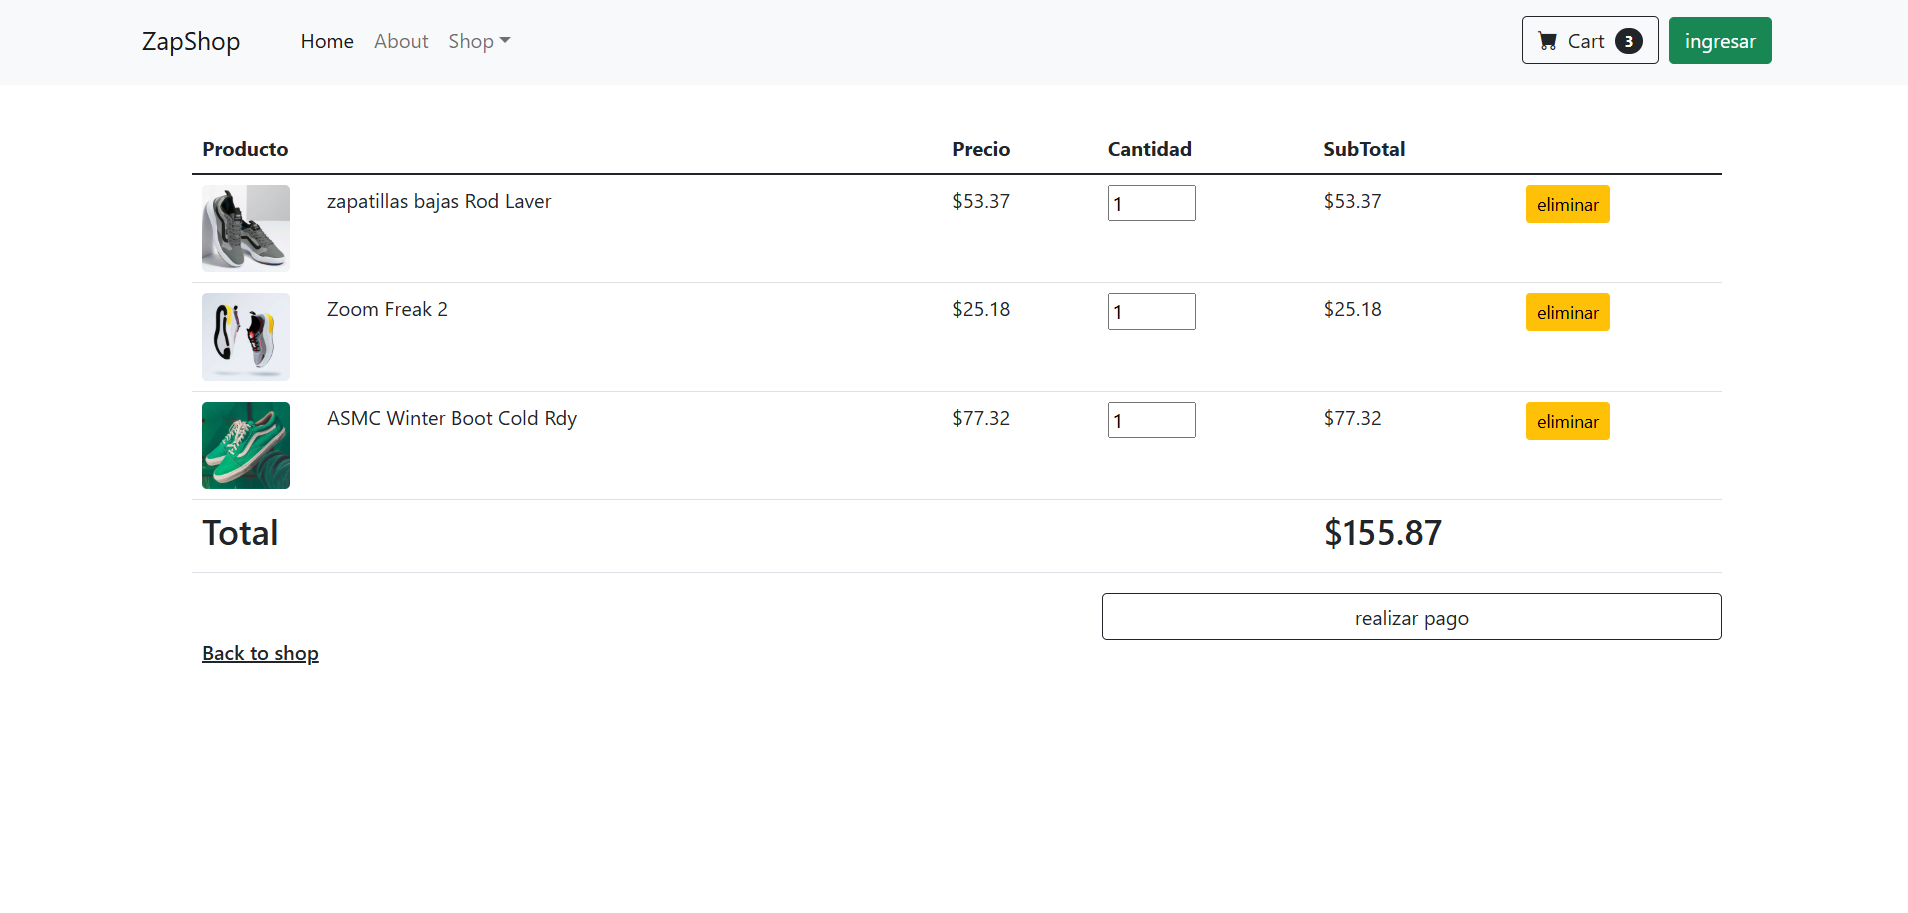 ZapShop Home About Shop Cart 3 ingresar
Producto Precio Cantidad SubTotal
zapatillas bajas Rod Laver $53.37 1 $53.37 eliminar
Zoom Freak 2 $25.18 1 $25.18 eliminar
ASMC Winter Boot Cold Rdy $77.32 1 $77.32 eliminar
Total $155.87
realizar pago
Back to shop